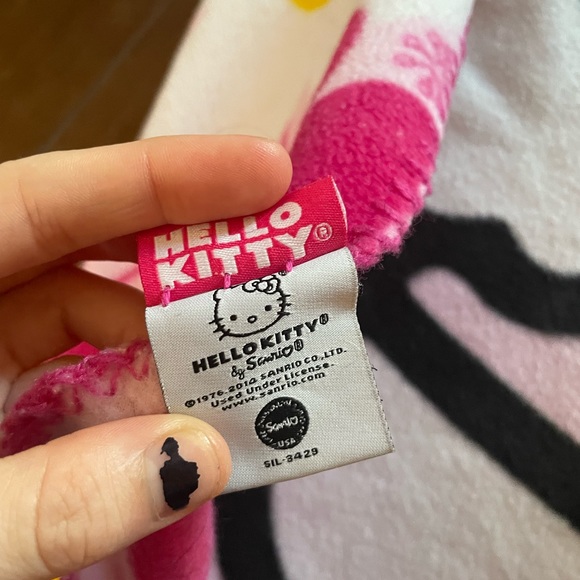 HELLO
KITTY®
HELLO KITTY®
by Sanrio®
©1976, 2010 SANRIO CO., LTD.
Used Under License.
www.sanrio.com
Sanrio
USA
SIL-3429